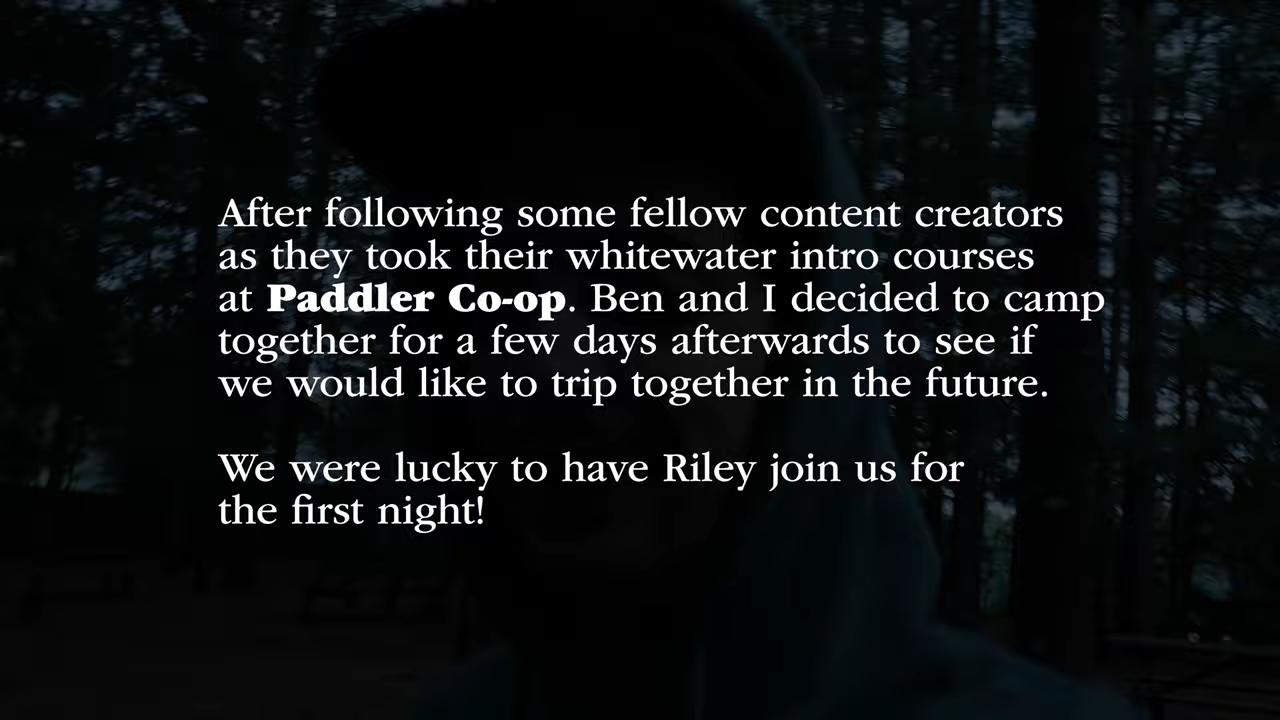 After following some fellow content creators
as they took their whitewater intro courses
at Paddler Co-op. Ben and I decided to camp
together for a few days afterwards to see if
we would like to trip together in the future.
We were lucky to have Riley join us for
the first night!